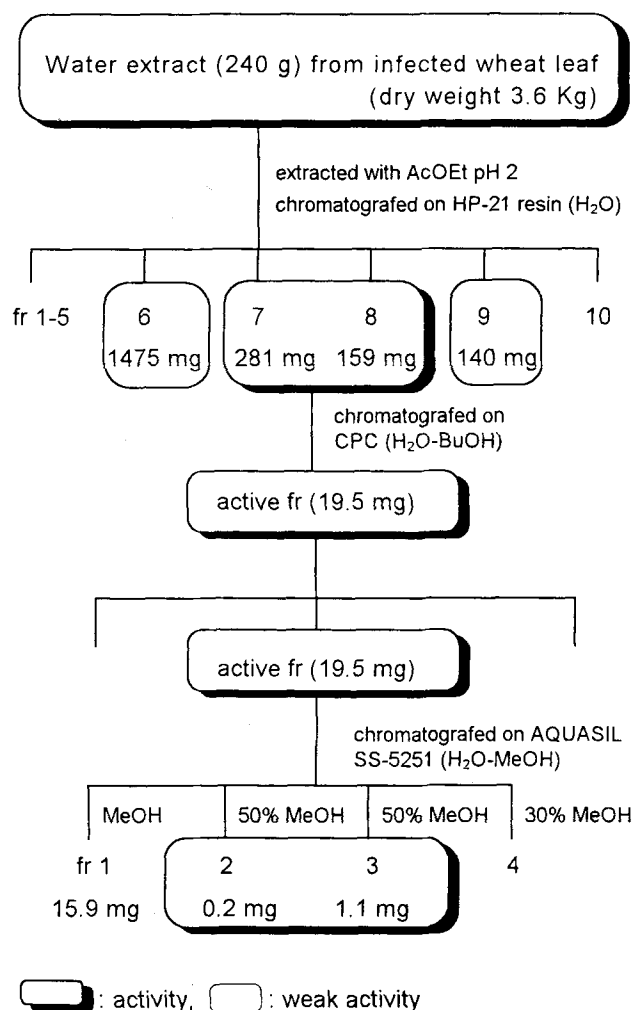 Water extract (240 g) from infected wheat leaf
(dry weight 3.6 Kg)
extracted with AcOEt pH 2
chromatografed on HP-21 resin (H₂O)
fr 1-5 6 7 8 9 10
1475 mg 281 mg 159 mg 140 mg
chromatografed on
CPC (H₂O-BuOH)
active fr (19.5 mg)
active fr (19.5 mg)
chromatografed on AQUASIL
SS-5251 (H₂O-MeOH)
MeOH 50% MeOH 50% MeOH 30% MeOH
fr 1 2 3 4
15.9 mg 0.2 mg 1.1 mg
: activity, : weak activity